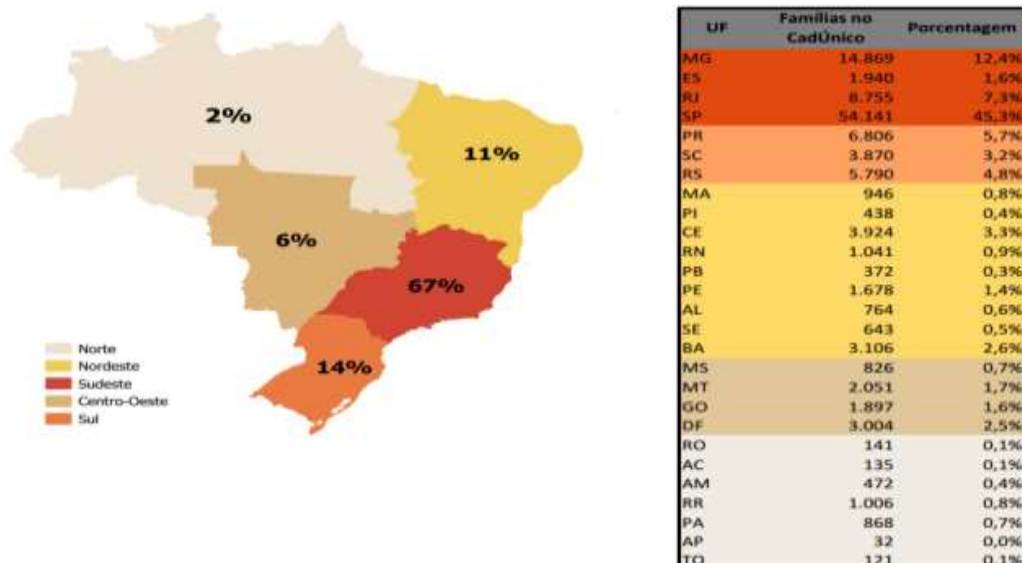 2%
11%
6%
67%
14%
Norte
Nordeste
Sudeste
Centro-Oeste
Sul
UF Famílias no CadÚnico Porcentagem
MG 14.869 12,4%
ES 1.940 1,6%
RJ 8.755 7,3%
SP 54.141 45,3%
PR 6.806 5,7%
SC 3.870 3,2%
RS 5.790 4,8%
MA 946 0,8%
PI 438 0,4%
CE 3.924 3,3%
RN 1.041 0,9%
PB 372 0,3%
PE 1.678 1,4%
AL 764 0,6%
SE 643 0,5%
BA 3.106 2,6%
MS 826 0,7%
MT 2.051 1,7%
GO 1.897 1,6%
DF 3.004 2,5%
RO 141 0,1%
AC 135 0,1%
AM 472 0,4%
RR 1.006 0,8%
PA 868 0,7%
AP 32 0,0%
TO 121 0,1%